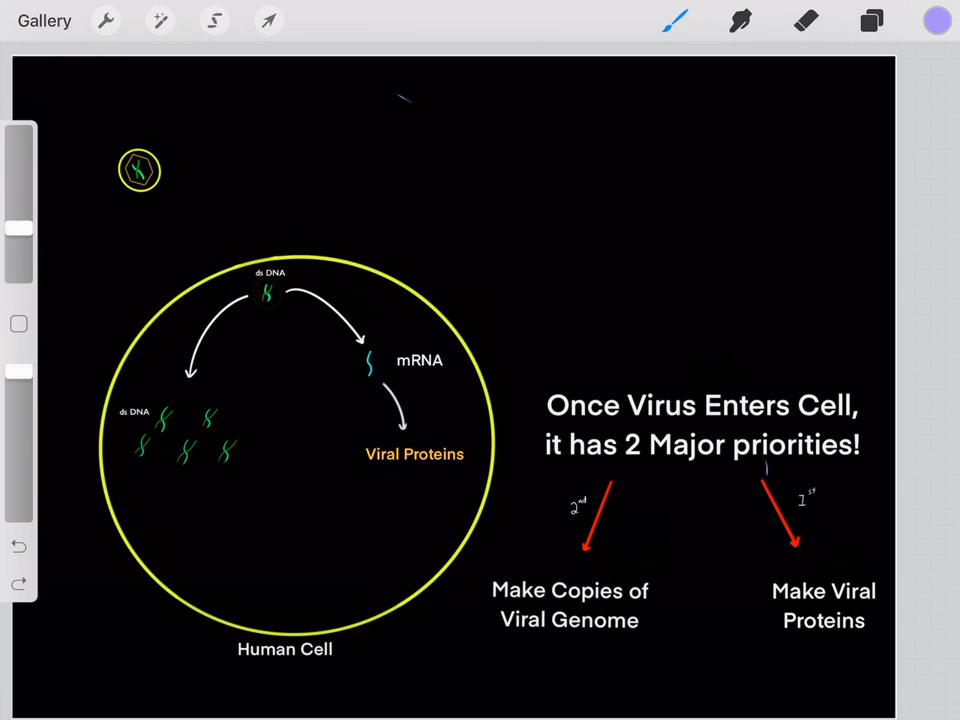 Gallery
ds DNA
mRNA
ds DNA
Viral Proteins
Human Cell
Once Virus Enters Cell,
it has 2 Major priorities!
2nd
1st
Make Copies of
Viral Genome
Make Viral
Proteins